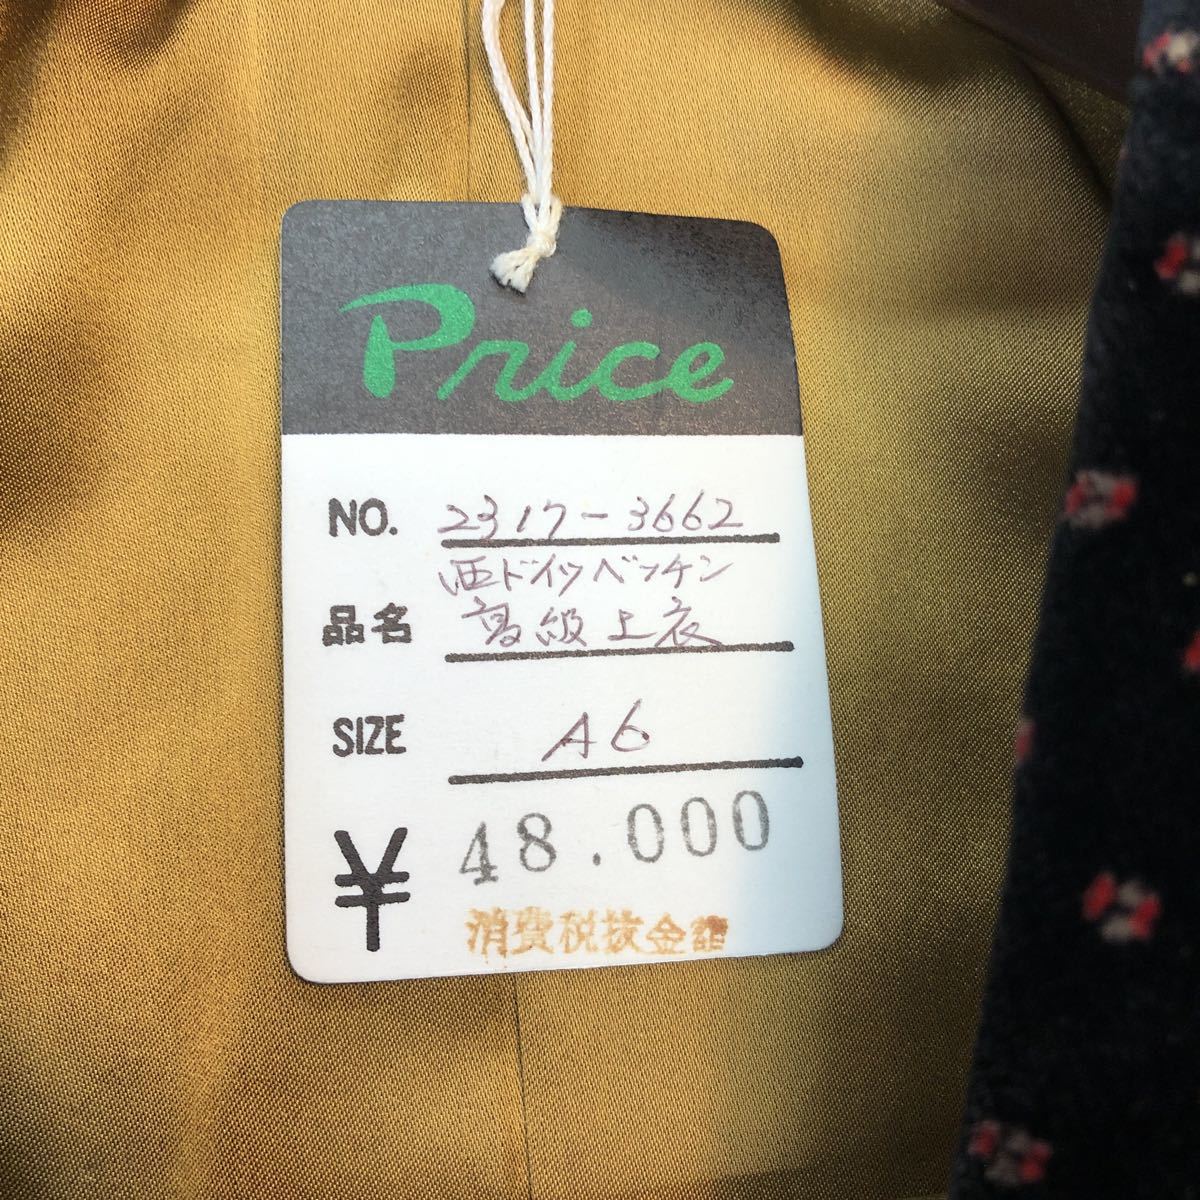 Price
NO. 2317-3662
西ドイツベッチン
品名 高級上衣
SIZE A6
¥ 48.000
消費税抜金額